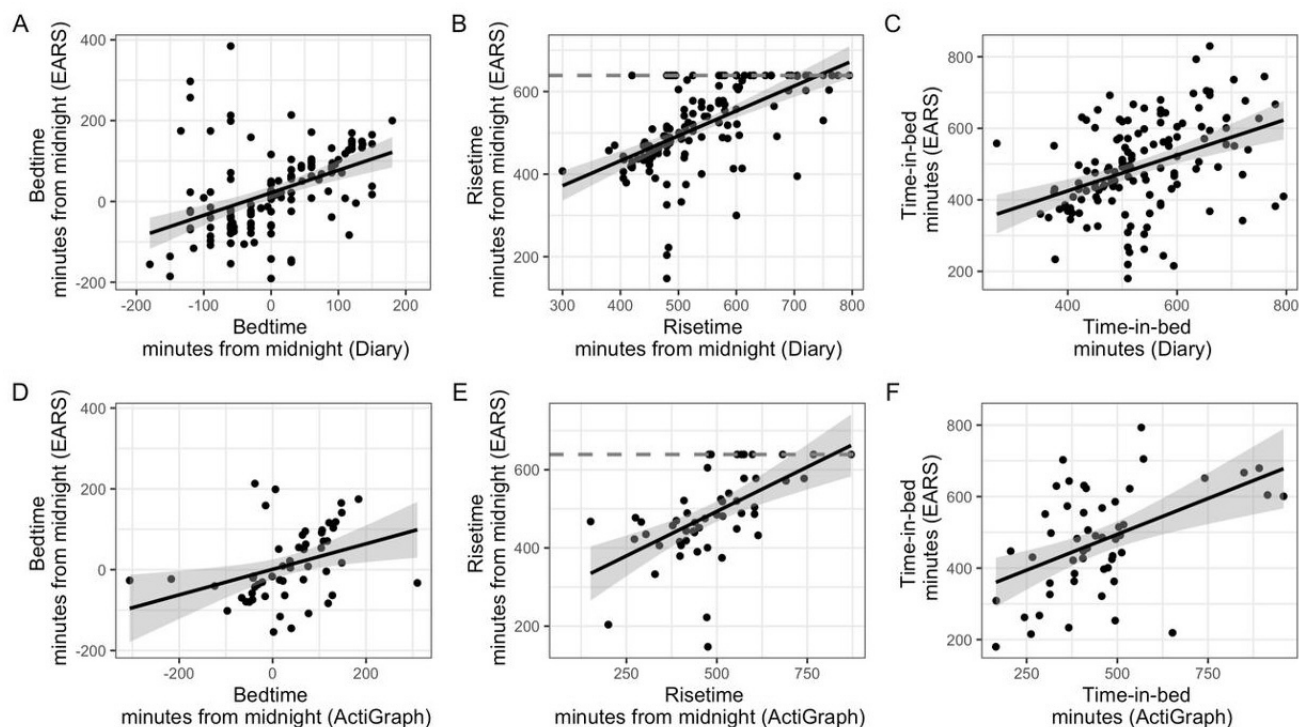 A
Bedtime
minutes from midnight (EARS)
400
200
0
-200
-200
-100
0
100
200
Bedtime
minutes from midnight (Diary)
B
Risetime
minutes from midnight (EARS)
600
400
200
300
400
500
600
700
800
Risetime
minutes from midnight (Diary)
C
Time-in-bed
minutes (EARS)
800
600
400
200
400
600
800
Time-in-bed
minutes (Diary)
D
Bedtime
minutes from midnight (EARS)
400
200
0
-200
-200
0
200
Bedtime
minutes from midnight (ActiGraph)
E
Risetime
minutes from midnight (EARS)
600
400
200
250
500
750
Risetime
minutes from midnight (ActiGraph)
F
Time-in-bed
minutes (EARS)
800
600
400
200
250
500
750
Time-in-bed
minutes (ActiGraph)